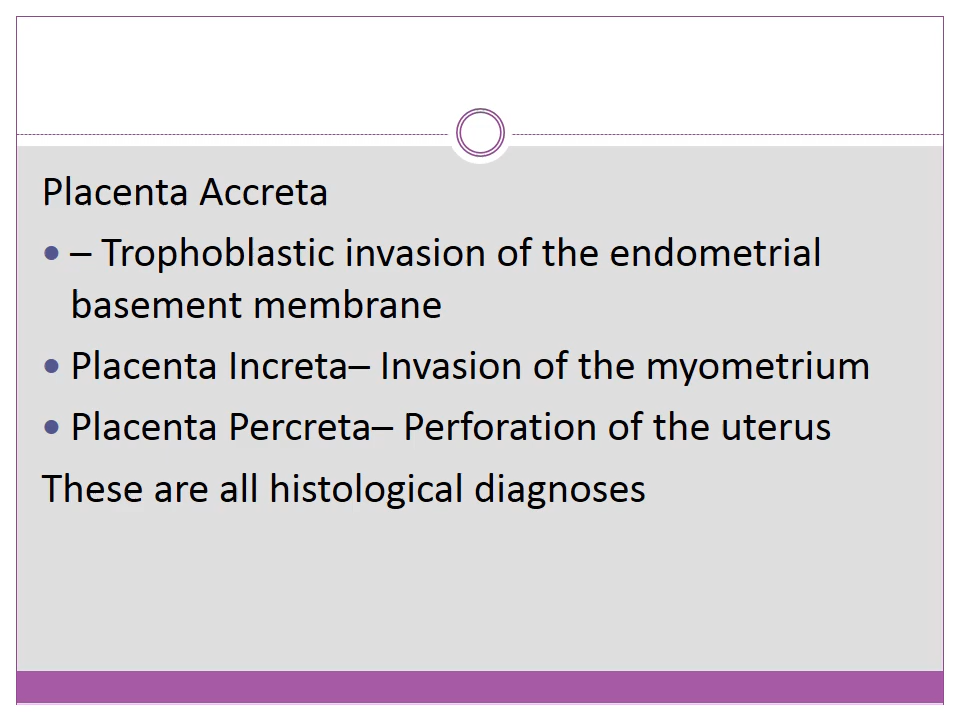 Placenta Accreta
• – Trophoblastic invasion of the endometrial
basement membrane
• Placenta Increta– Invasion of the myometrium
• Placenta Percreta– Perforation of the uterus
These are all histological diagnoses